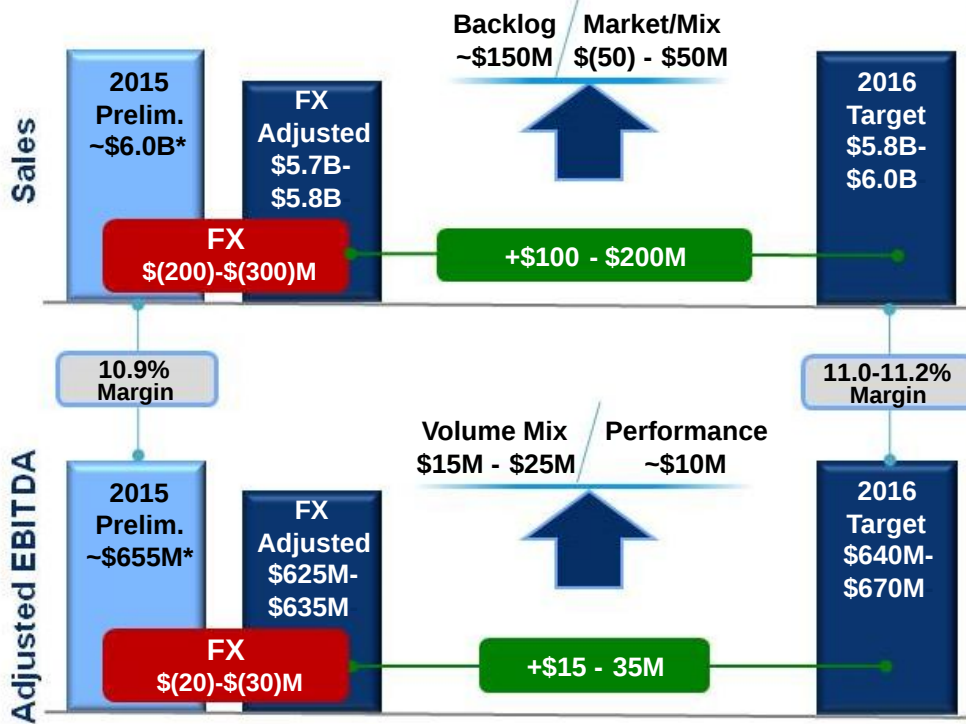 Sales
Backlog
~$150M
Market/Mix
$(50) - $50M
2015
Prelim.
~$6.0B*
FX
Adjusted
$5.7B-
$5.8B
2016
Target
$5.8B-
$6.0B
FX
$(200)-$(300)M
+$100 - $200M
10.9%
Margin
11.0-11.2%
Margin
Adjusted EBITDA
Volume Mix
$15M - $25M
Performance
~$10M
2015
Prelim.
~$655M*
FX
Adjusted
$625M-
$635M
2016
Target
$640M-
$670M
FX
$(20)-$(30)M
+$15 - 35M